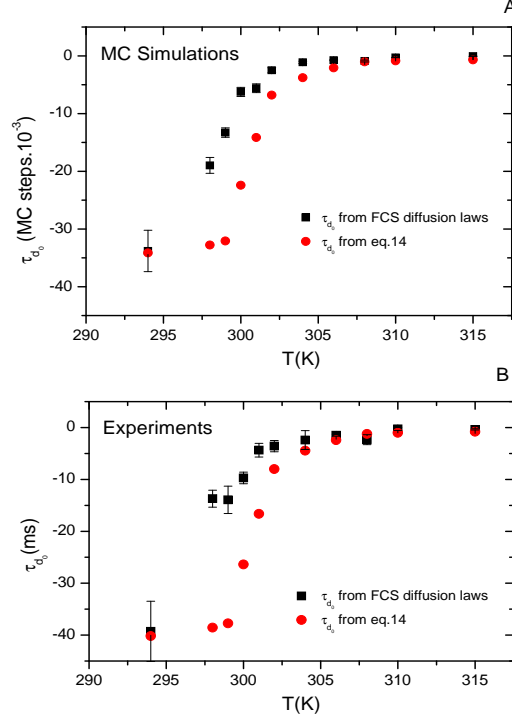 A
MC Simulations
0
-10
-20
-30
-40
τd0 (MC steps.10-3)
τd0 from FCS diffusion laws
τd0 from eq.14
290 295 300 305 310 315
T(K)
B
Experiments
0
-10
-20
-30
-40
τd0(ms)
τd0 from FCS diffusion laws
τd0 from eq.14
290 295 300 305 310 315
T(K)